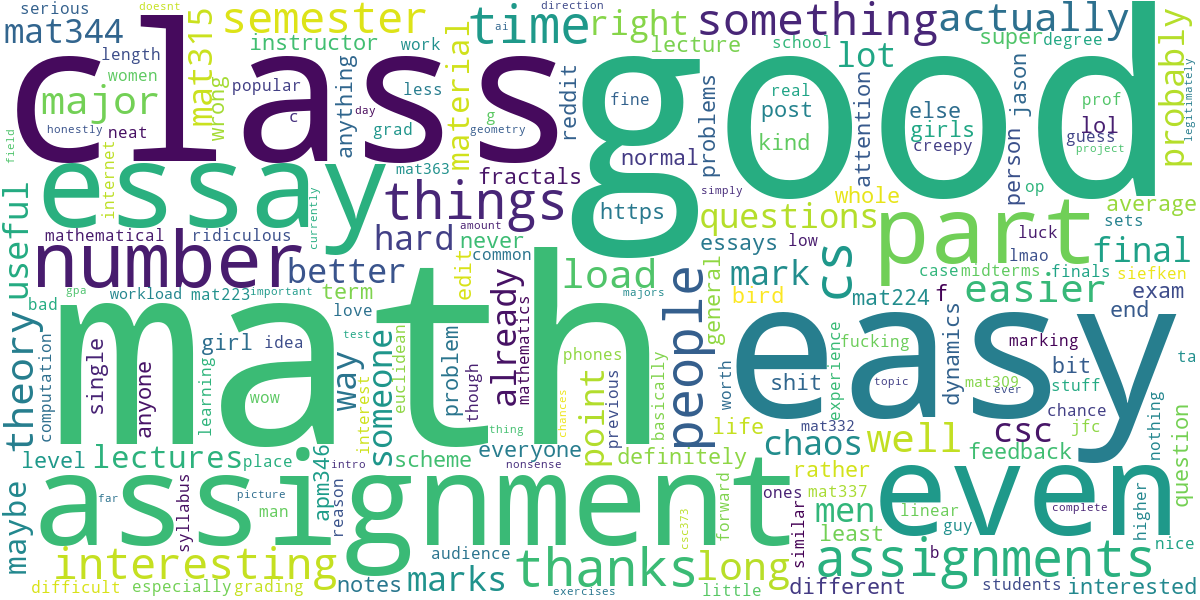 serious
doesnt
mat344
semester
time
ai
direction
right
something
actually
length
instructor
work
lecture
school
super
degree
women
mat315
popular
anything
less
material
reddit
lot
real
prof
probably
legitimately
major
wrong
c
day
grad
g
fine
problems
post
attention
else
jason
lol
class
good
honestly
neat
geometry
kind
girls
creepy
person
guess
project
field
internet
mat363
normal
fractals
simply
whole
op
average
essay
currently
things
https
questions
part
sets
luck
mathematical
ridiculous
amount
hard
never
common
essays
low
lmao
final
number
better
edit
load
mark
cs
case
midterms
finals
siefken
useful
gpa
workload
mat223
important
term
already
majors
people
general
bird
mat224
f
easier
exam
bad
love
end
math
easy
theory
computation
single
anyone
learning
girl
idea
test
way
someone
interest
euclidean
problem
though
mathematics
phones
previous
basically
worth
shit
experience
fucking
topic
dynamics
mat309
ever
marking
bit
stuff
ta
wow
thing
chances
point
life
mat332
chance
csc
jfc
nothing
maybe
level
lectures
place
intro
apm346
scheme
everyone
nonsense
definitely
chaos
well
feedback
question
assignment
even
syllabus
far
picture
man
reason
forward
csc373
ones
similar
rather
mat337
men
least
linear
guy
complete
higher
nice
interesting
audience
thanks
long
different
b
assignments
difficult
especially
grading
notes
marks
exercises
little
students
interested